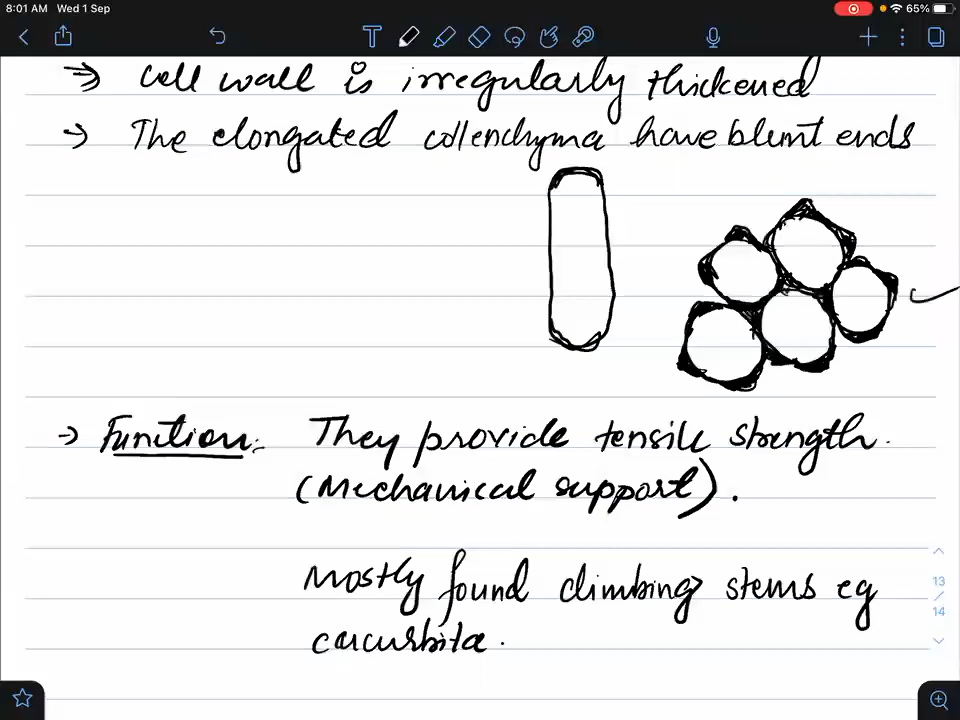 8:01 AM Wed 1 Sep 65%
→ Cell wall is irregularly thickened
→ The elongated collenchyma have blunt ends
→ Function:- They provide tensile strength.
(Mechanical support).
Mostly found climbing stems eg
cucurbita.
13
/
14